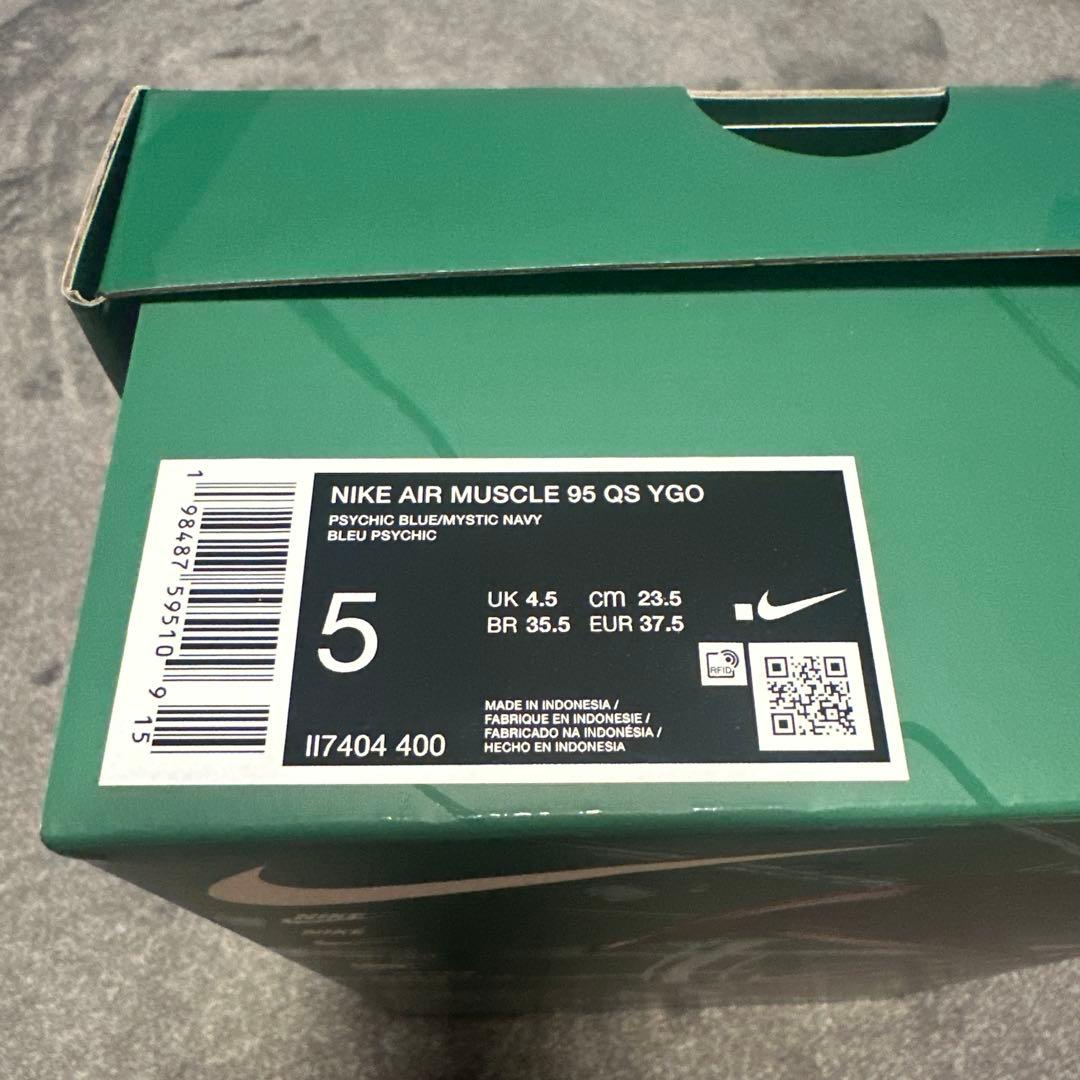 NIKE AIR MUSCLE 95 QS YGO
PSYCHIC BLUE/MYSTIC NAVY
BLEU PSYCHIC
5
UK 4.5 cm 23.5
BR 35.5 EUR 37.5
RFID
II7404 400
MADE IN INDONESIA /
FABRIQUE EN INDONESIE /
FABRICADO NA INDONÉSIA /
HECHO EN INDONESIA
1 98487 59510 9 15
NIKE
NIKE